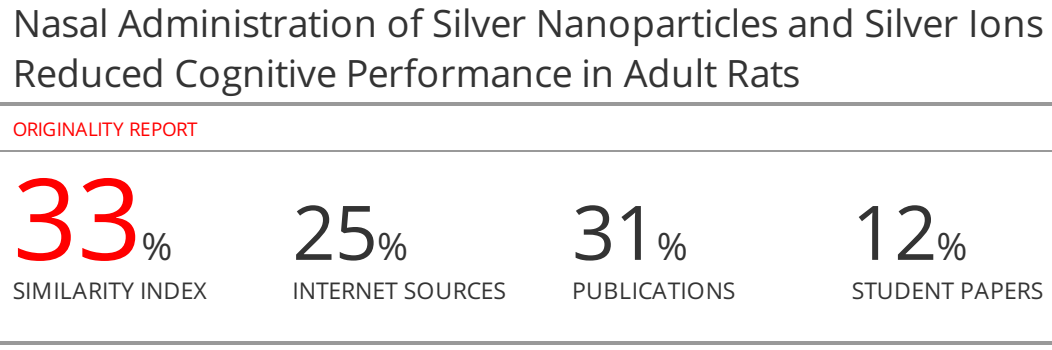 Nasal Administration of Silver Nanoparticles and Silver Ions
Reduced Cognitive Performance in Adult Rats
ORIGINALITY REPORT
33% 25% 31% 12%
SIMILARITY INDEX INTERNET SOURCES PUBLICATIONS STUDENT PAPERS